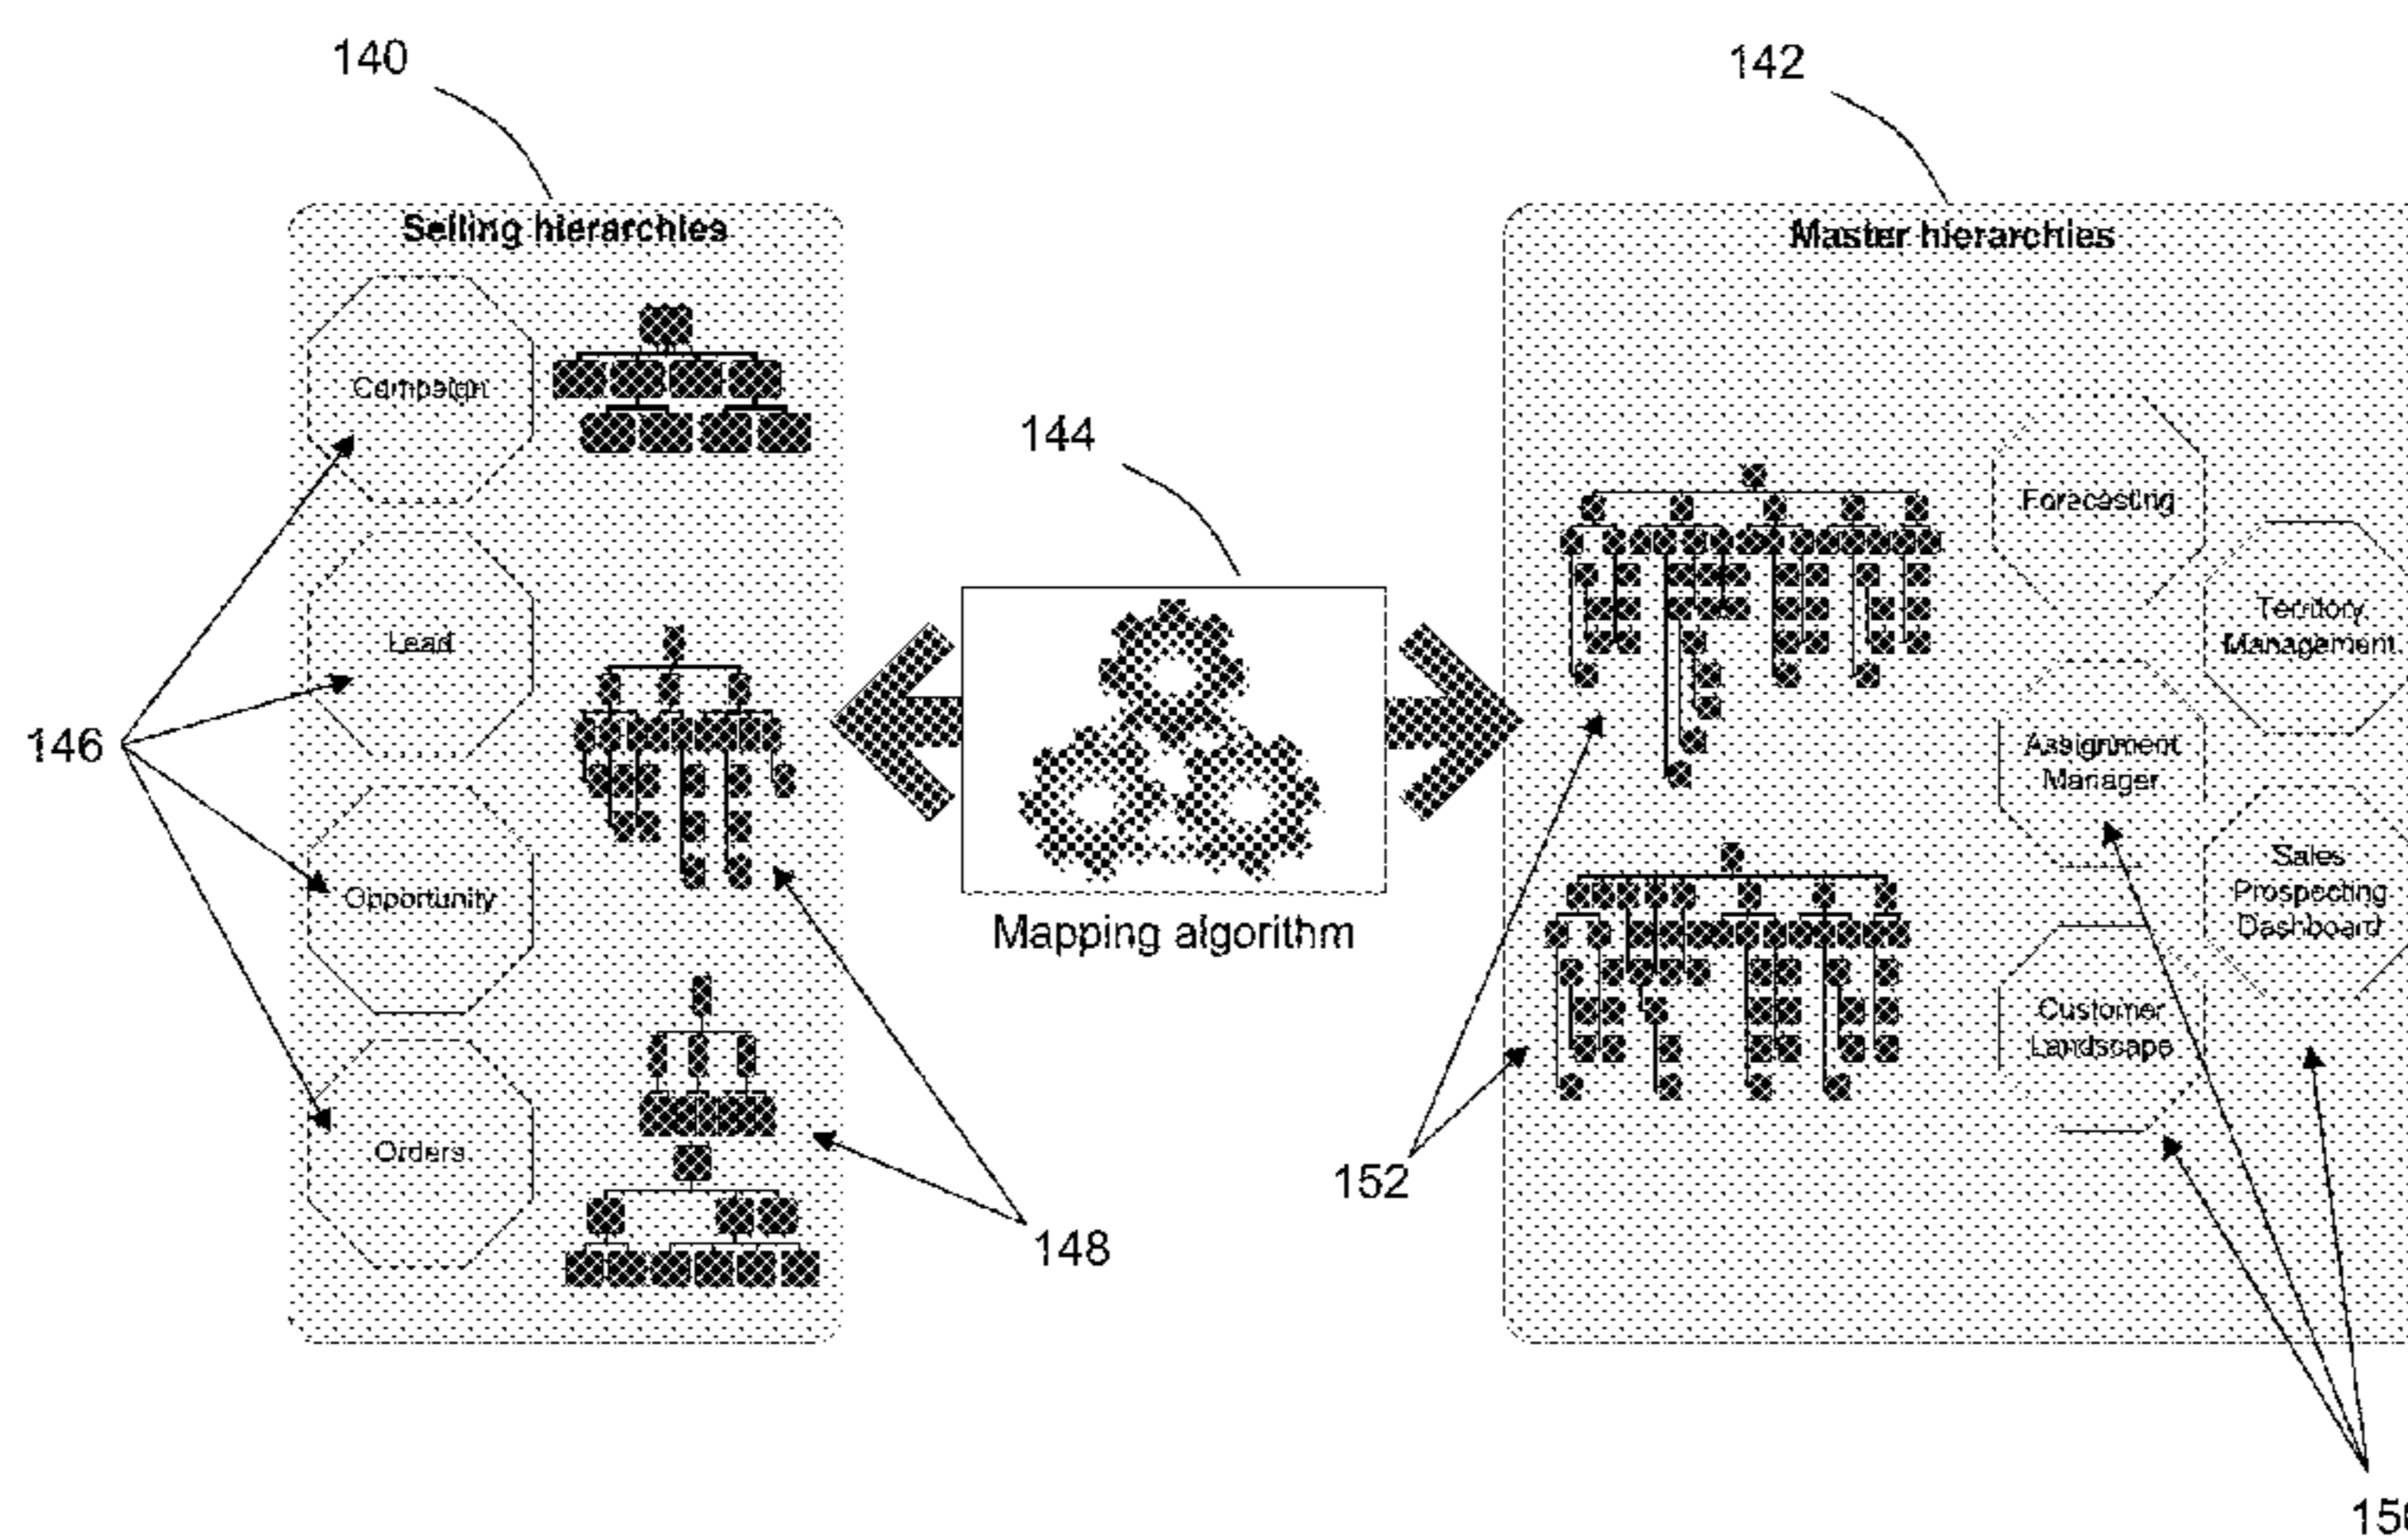 140
142
Selling hierarchies
Master hierarchies
Campaign
144
Forecasting
Territory
Management
Lead
146
Assignment
Manager
Sales
Prospecting
Dashboard
Opportunity
Mapping algorithm
Customer
Landscape
Orders
152
148